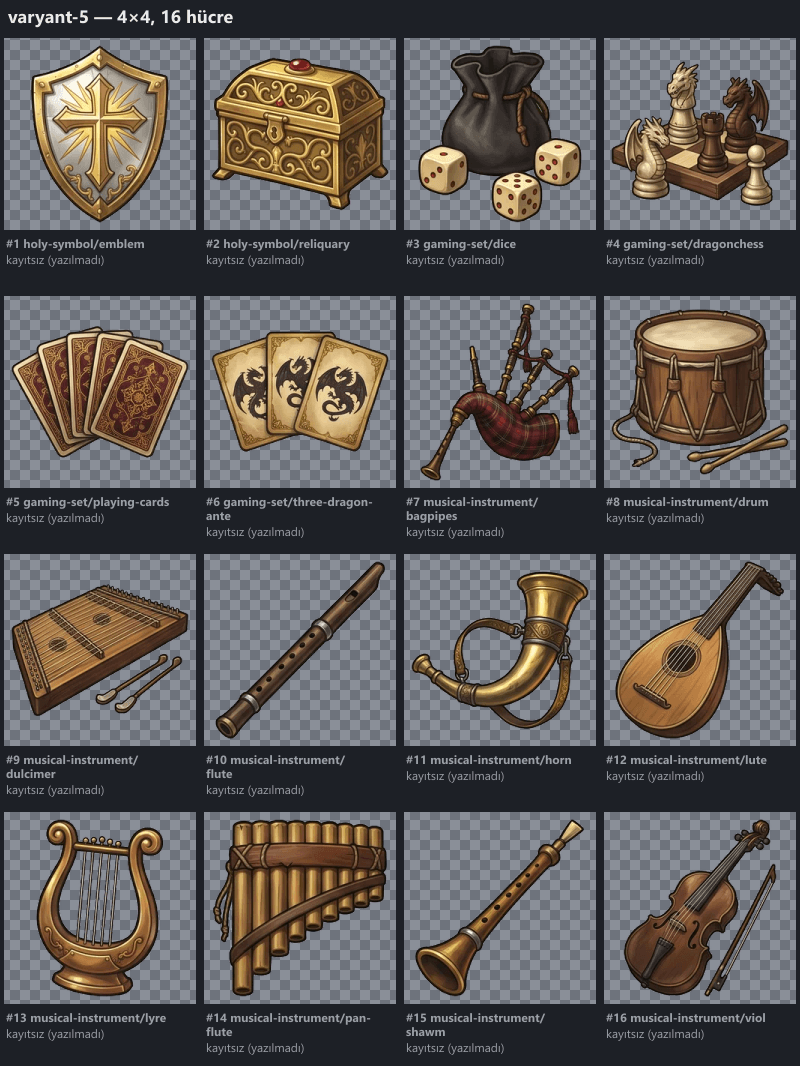 varyant-5 — 4×4, 16 hücre
#1 holy-symbol/emblem
kayıtsız (yazılmadı)
#2 holy-symbol/reliquary
kayıtsız (yazılmadı)
#3 gaming-set/dice
kayıtsız (yazılmadı)
#4 gaming-set/dragonchess
kayıtsız (yazılmadı)
#5 gaming-set/playing-cards
kayıtsız (yazılmadı)
#6 gaming-set/three-dragon-
ante
kayıtsız (yazılmadı)
#7 musical-instrument/
bagpipes
kayıtsız (yazılmadı)
#8 musical-instrument/drum
kayıtsız (yazılmadı)
#9 musical-instrument/
dulcimer
kayıtsız (yazılmadı)
#10 musical-instrument/
flute
kayıtsız (yazılmadı)
#11 musical-instrument/horn
kayıtsız (yazılmadı)
#12 musical-instrument/lute
kayıtsız (yazılmadı)
#13 musical-instrument/lyre
kayıtsız (yazılmadı)
#14 musical-instrument/pan-
flute
kayıtsız (yazılmadı)
#15 musical-instrument/
shawm
kayıtsız (yazılmadı)
#16 musical-instrument/viol
kayıtsız (yazılmadı)